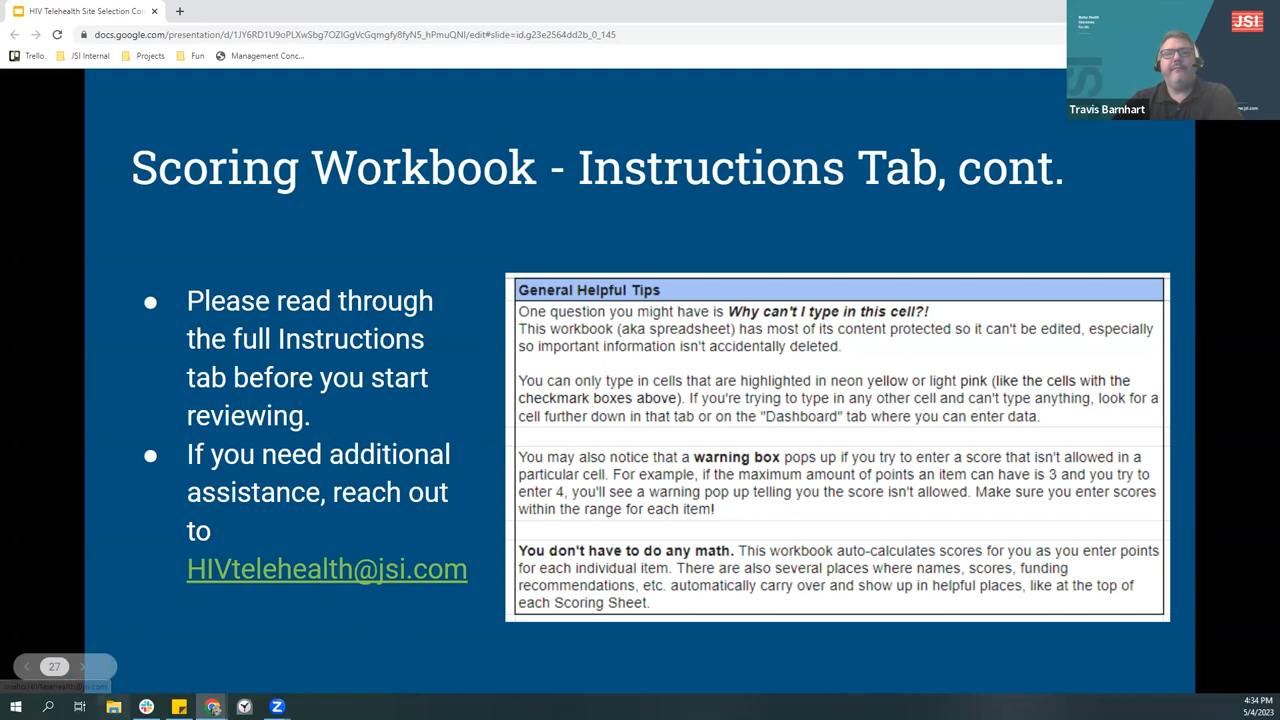 HIV Telehealth Site Selection Con
docs.google.com/presentation/d/1JY6RD1U9oPLXwSbg7OZIGgVcGqmzfy8fyN5_hPmuQNI/edit#slide=id.g23e2564dd2b_0_145
Trello
JSI Internal
Projects
Fun
Management Conc...
Better Health
Outcomes.
For All.
JSI
JSI
Travis Barnhart
Scoring Workbook - Instructions Tab, cont.
● Please read through
the full Instructions
tab before you start
reviewing.
● If you need additional
assistance, reach out
to
HIVtelehealth@jsi.com
General Helpful Tips
One question you might have is Why can't I type in this cell?!
This workbook (aka spreadsheet) has most of its content protected so it can't be edited, especially
so important information isn't accidentally deleted.
You can only type in cells that are highlighted in neon yellow or light pink (like the cells with the
checkmark boxes above). If you're trying to type in any other cell and can't type anything, look for a
cell further down in that tab or on the "Dashboard" tab where you can enter data.
You may also notice that a warning box pops up if you try to enter a score that isn't allowed in a
particular cell. For example, if the maximum amount of points an item can have is 3 and you try to
enter 4, you'll see a warning pop up telling you the score isn't allowed. Make sure you enter scores
within the range for each item!
You don't have to do any math. This workbook auto-calculates scores for you as you enter points
for each individual item. There are also several places where names, scores, funding
recommendations, etc. automatically carry over and show up in helpful places, like at the top of
each Scoring Sheet.
27
mailto:HIVtelehealth@jsi.com
4:34 PM
5/4/2023